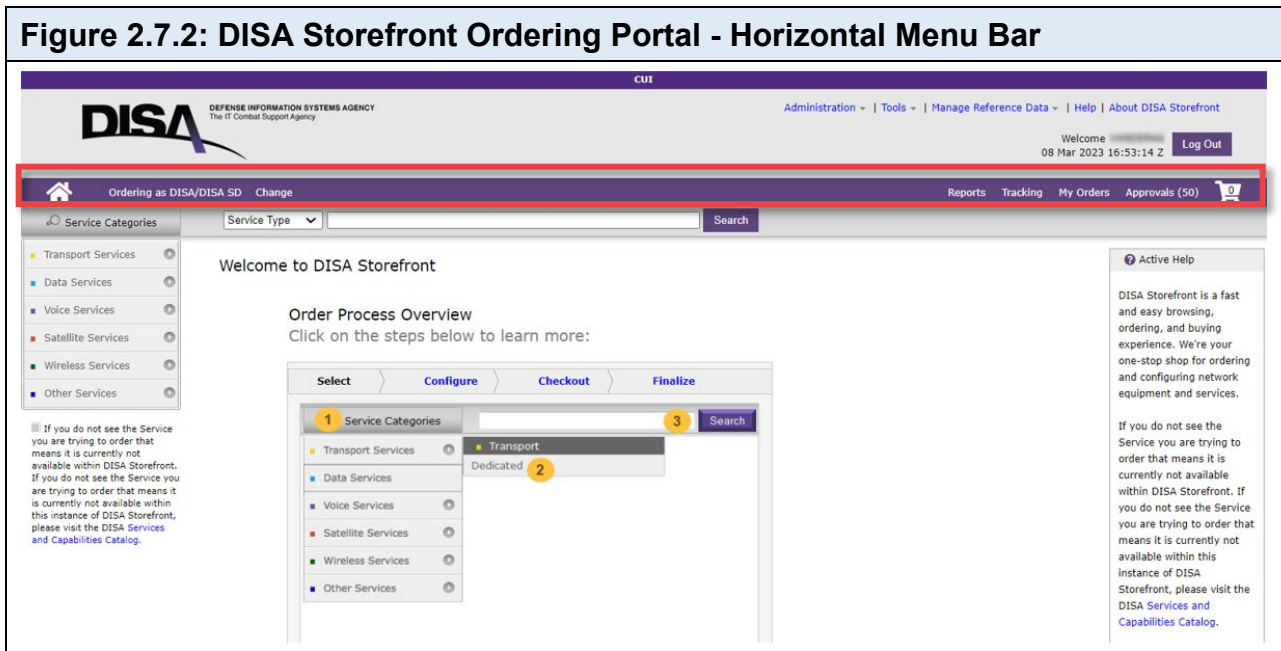 Figure 2.7.2: DISA Storefront Ordering Portal - Horizontal Menu Bar
CUI
DISA
DEFENSE INFORMATION SYSTEMS AGENCY
The IT Combat Support Agency
Administration | Tools | Manage Reference Data | Help | About DISA Storefront
Welcome
08 Mar 2023 16:53:14 Z
Log Out
Ordering as DISA/DISA SD Change
Reports Tracking My Orders Approvals (50) 0
Service Categories
Service Type
Search
Transport Services
Data Services
Voice Services
Satellite Services
Wireless Services
Other Services
If you do not see the Service
you are trying to order that
means it is currently not
available within DISA Storefront.
If you do not see the Service you
are trying to order that means it
is currently not available within
this instance of DISA Storefront,
please visit the DISA Services
and Capabilities Catalog.
Welcome to DISA Storefront
Order Process Overview
Click on the steps below to learn more:
Select Configure Checkout Finalize
1 Service Categories 3 Search
Transport Services
Transport
Dedicated 2
Data Services
Voice Services
Satellite Services
Wireless Services
Other Services
Active Help
DISA Storefront is a fast
and easy browsing,
ordering, and buying
experience. We're your
one-stop shop for ordering
and configuring network
equipment and services.
If you do not see the
Service you are trying to
order that means it is
currently not available
within DISA Storefront. If
you do not see the Service
you are trying to order that
means it is currently not
available within this
instance of DISA
Storefront, please visit the
DISA Services and
Capabilities Catalog.